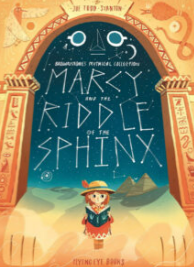 JOE TODD-STANTON
BROWNSTONE'S MYTHICAL COLLECTION
MARCY
AND THE
RIDDLE
OF THE
SPHINX
FLYING EYE BOOKS